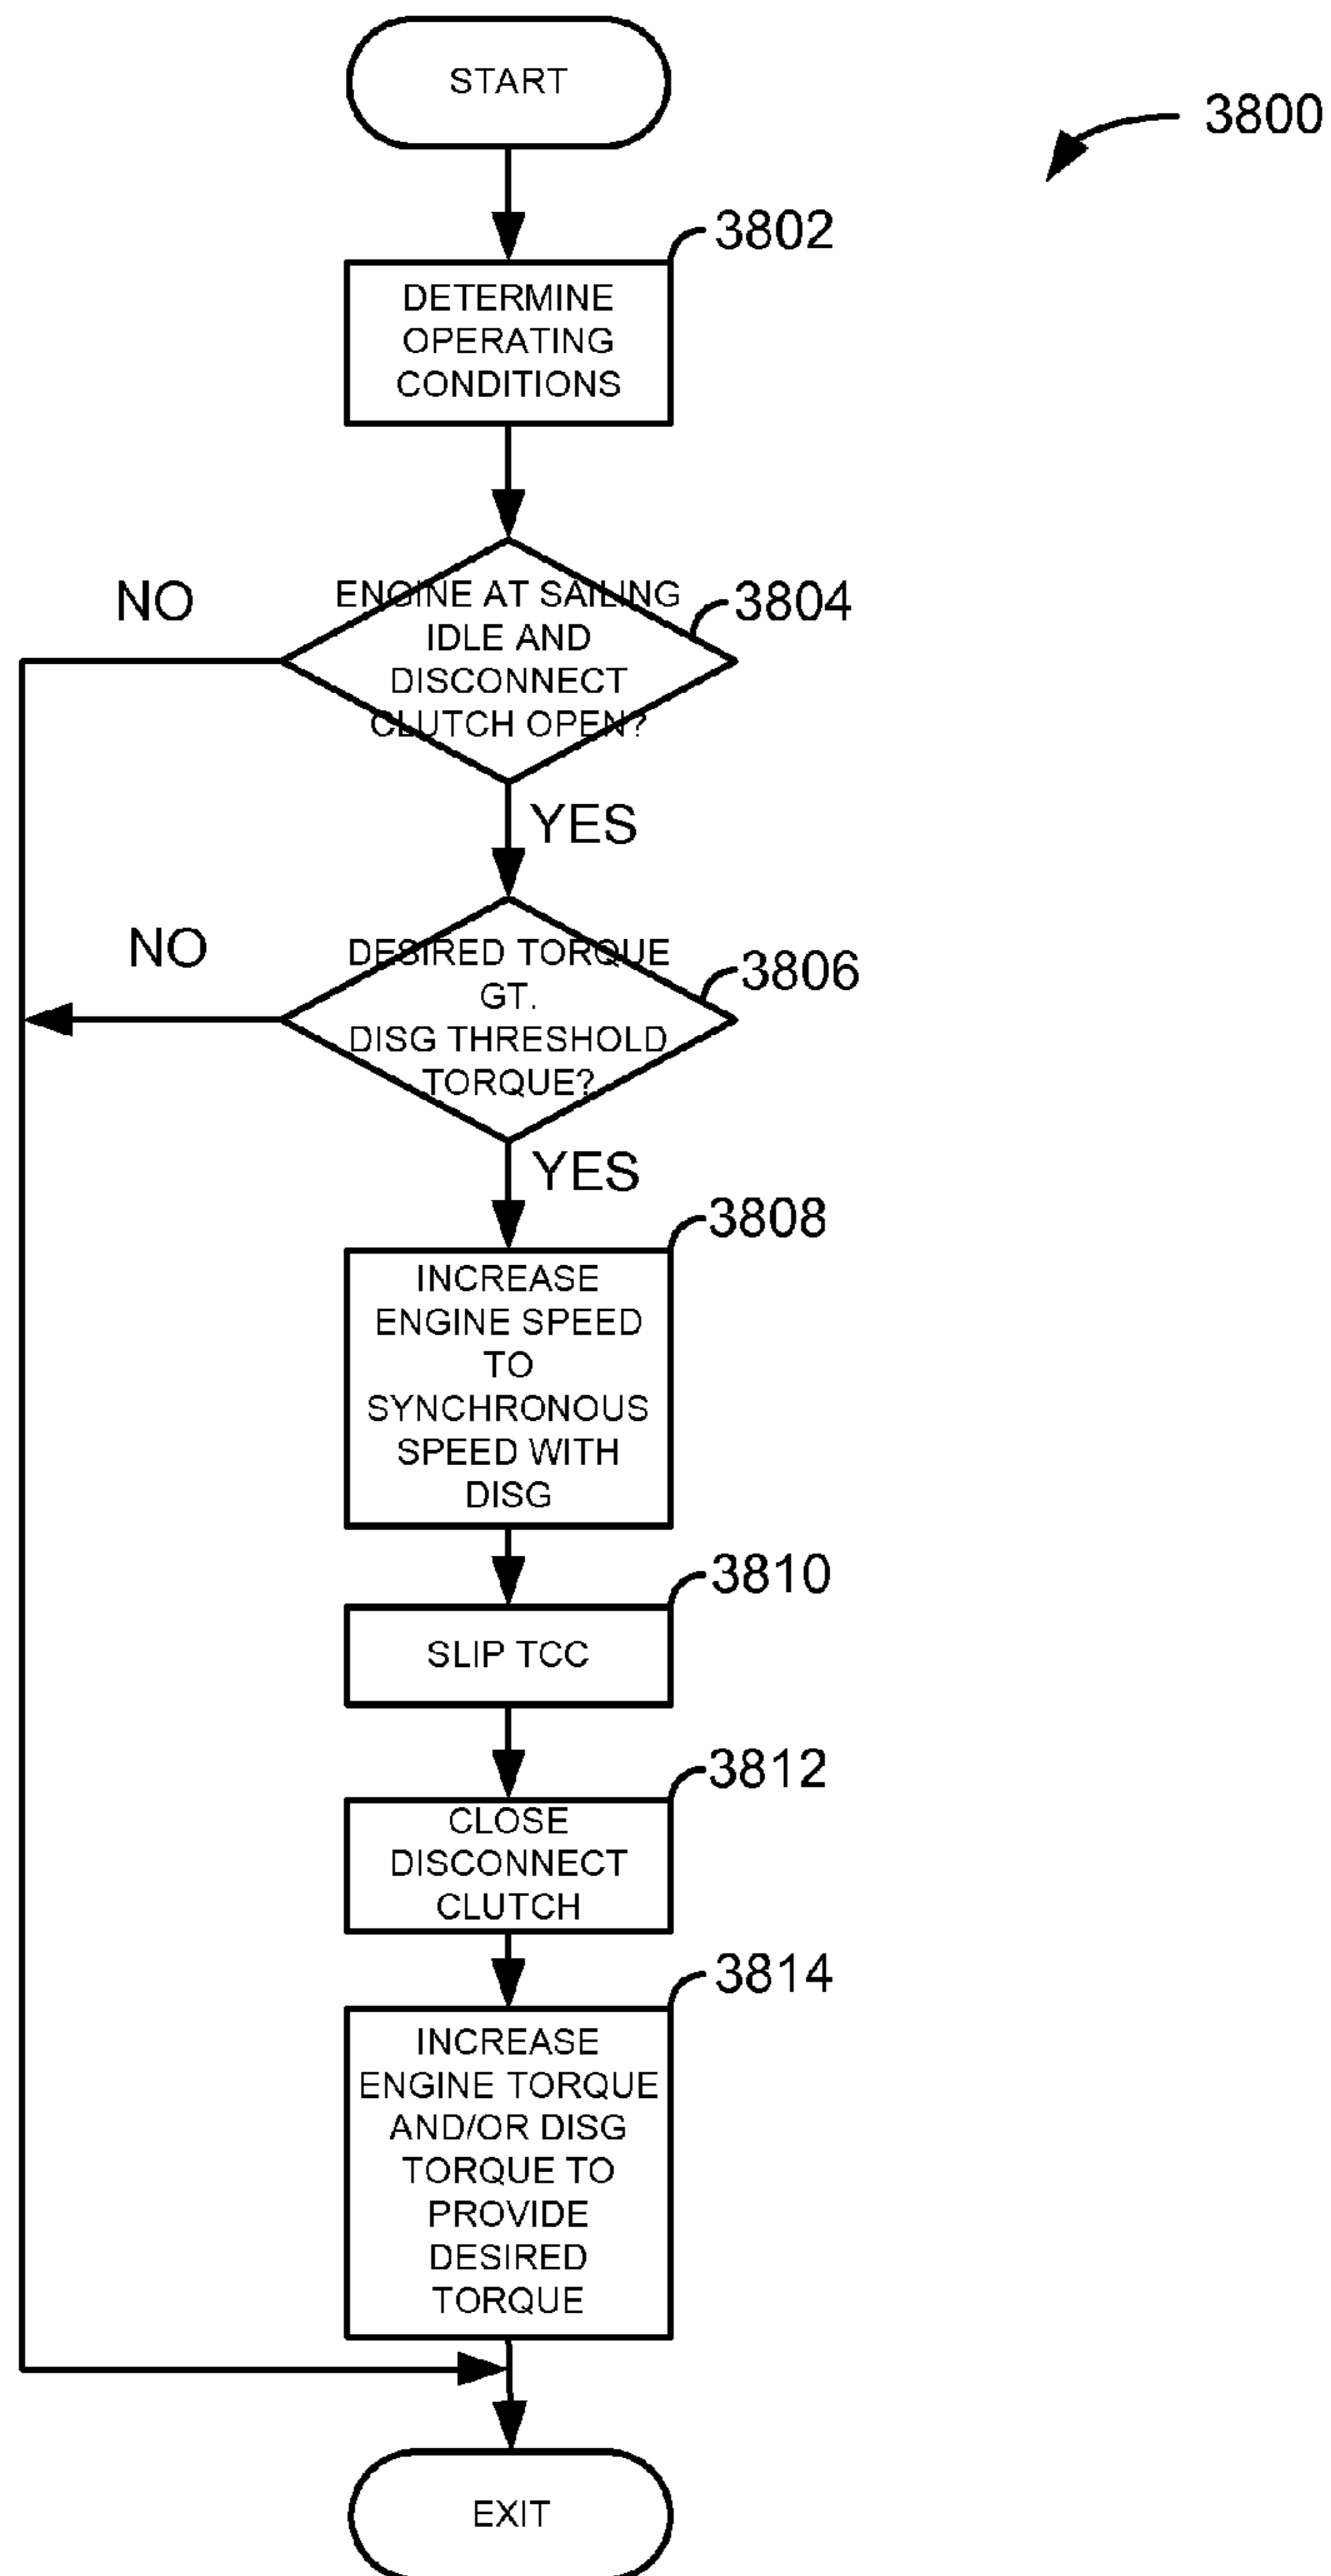 START
3800
3802
DETERMINE
OPERATING
CONDITIONS
NO
3804
ENGINE AT SAILING
IDLE AND
DISCONNECT
CLUTCH OPEN?
YES
NO
3806
DESIRED TORQUE
GT.
DISG THRESHOLD
TORQUE?
YES
3808
INCREASE
ENGINE SPEED
TO
SYNCHRONOUS
SPEED WITH
DISG
3810
SLIP TCC
3812
CLOSE
DISCONNECT
CLUTCH
3814
INCREASE
ENGINE TORQUE
AND/OR DISG
TORQUE TO
PROVIDE
DESIRED
TORQUE
EXIT